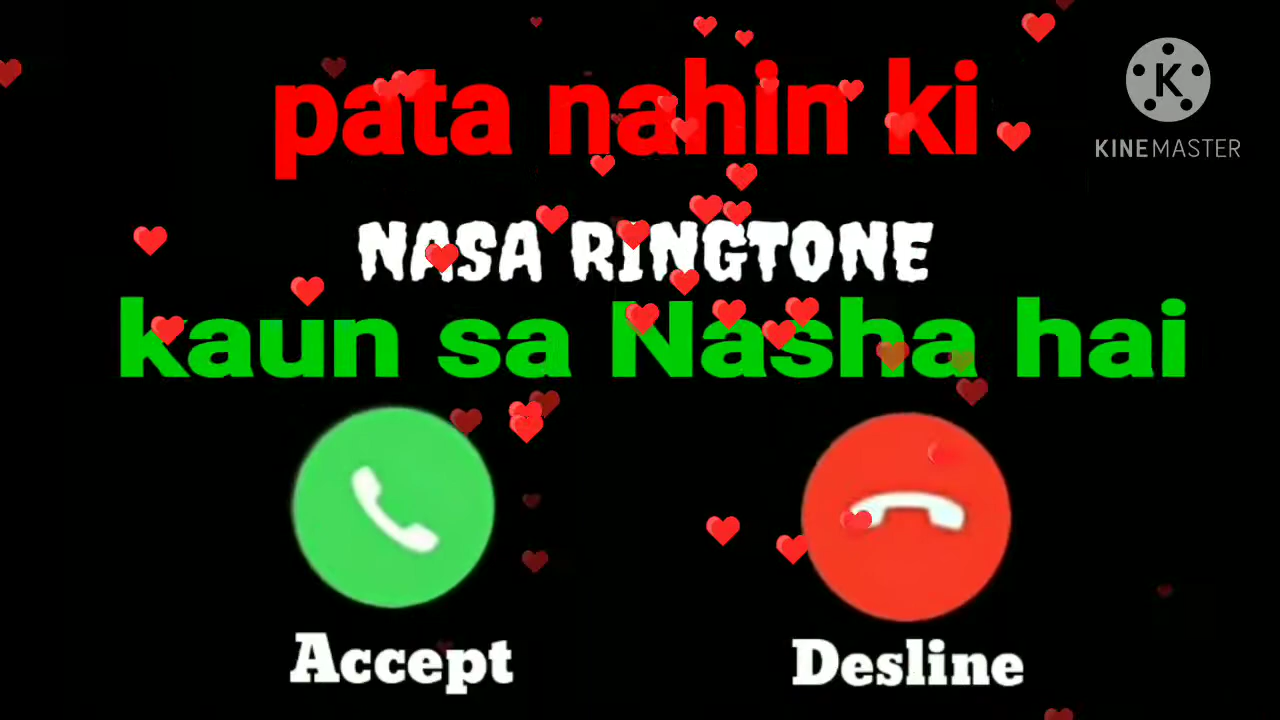 pata nahin ki
KINEMASTER
NASA RINGTONE
kaun sa Nasha hai
Accept
Desline